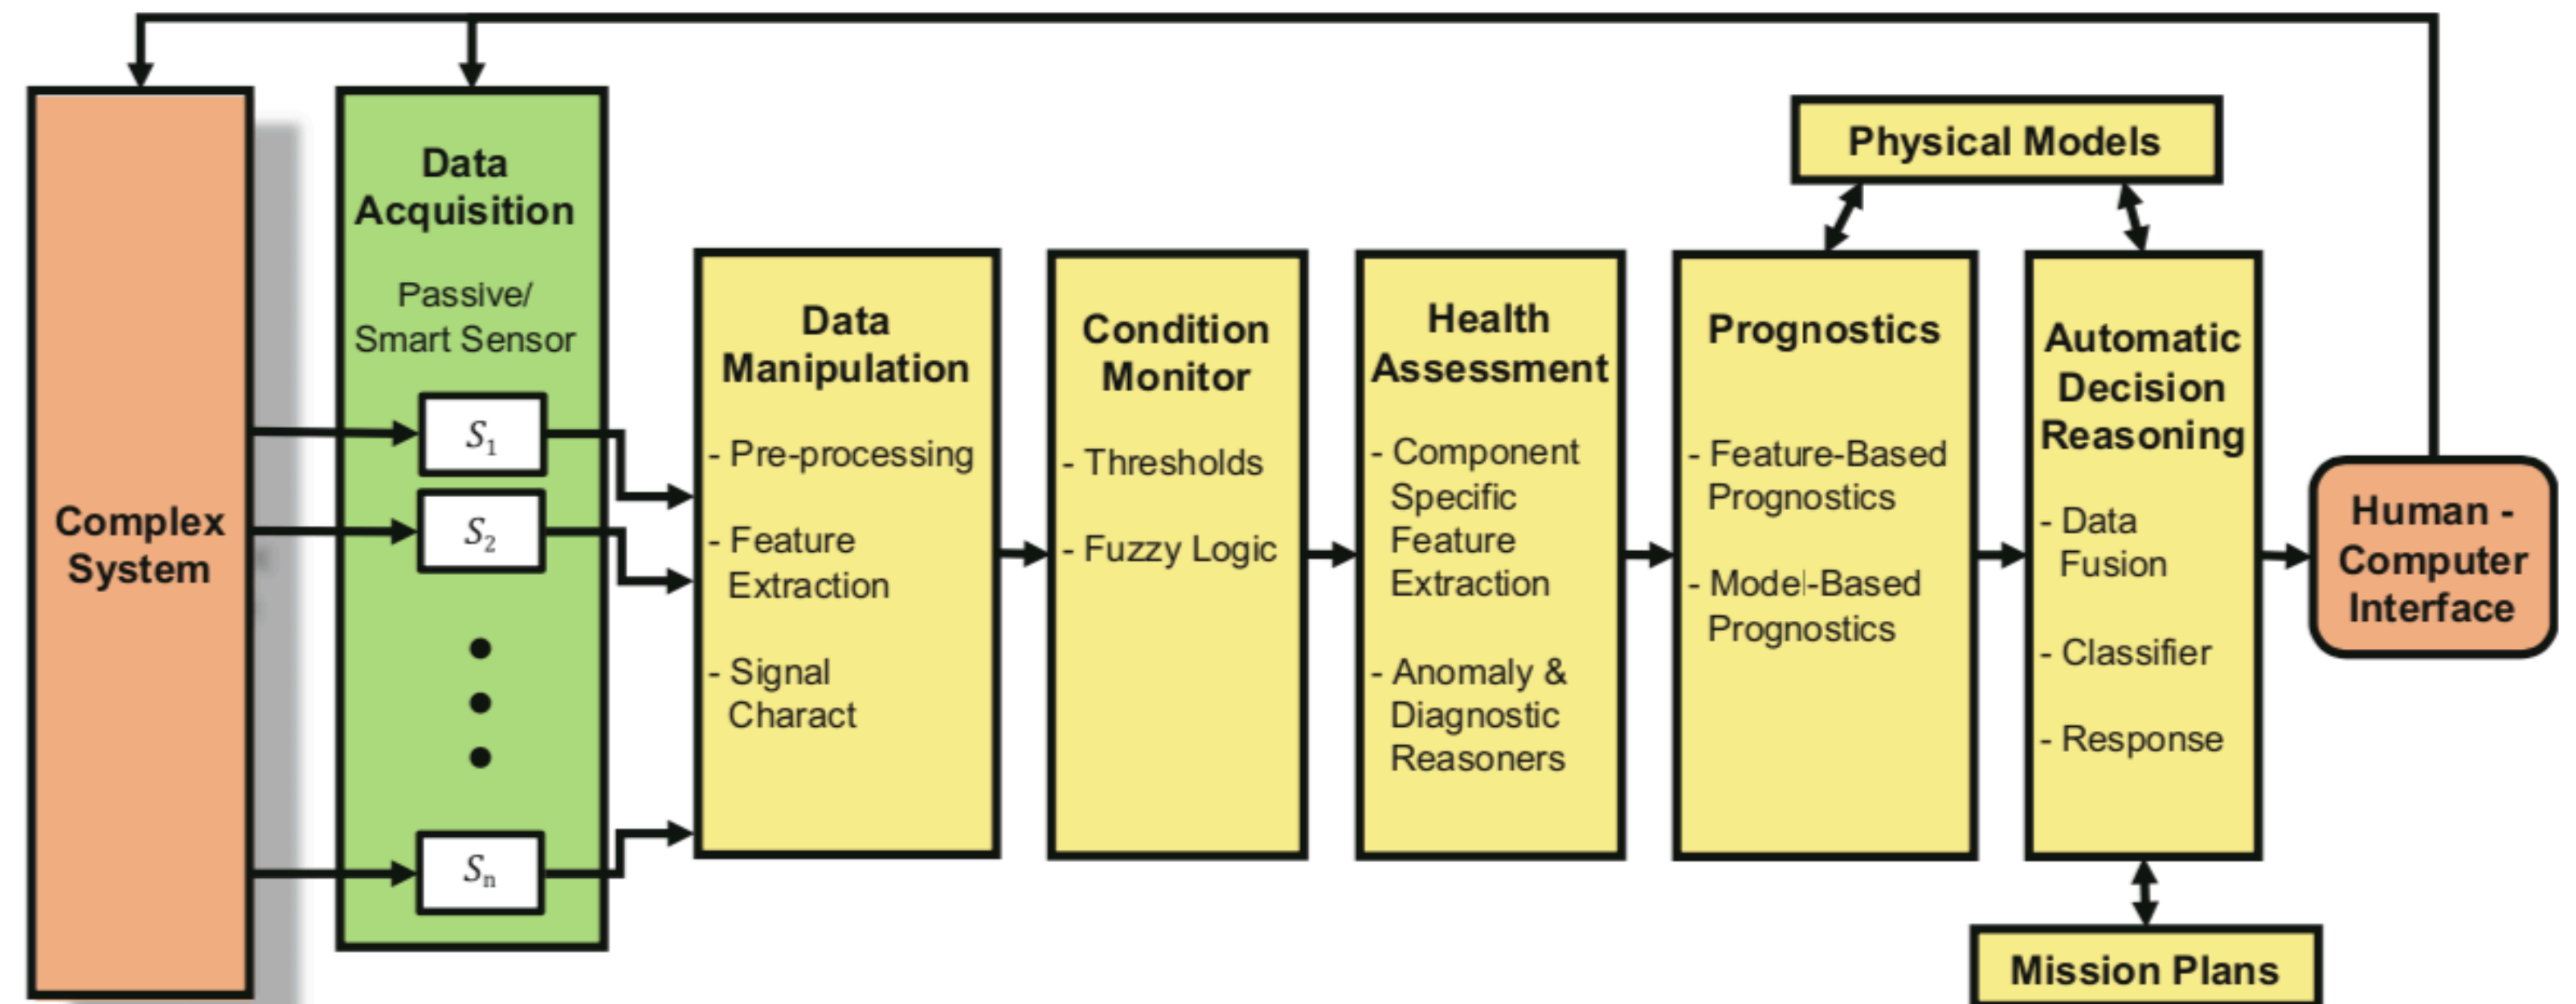 Complex
System
Data
Acquisition
Passive/
Smart Sensor
S₁
S₂
Sₙ
Data
Manipulation
- Pre-processing
- Feature
Extraction
- Signal
Charact
Condition
Monitor
- Thresholds
- Fuzzy Logic
Health
Assessment
- Component
Specific
Feature
Extraction
- Anomaly &
Diagnostic
Reasoners
Physical Models
Prognostics
- Feature-Based
Prognostics
- Model-Based
Prognostics
Automatic
Decision
Reasoning
- Data
Fusion
- Classifier
- Response
Mission Plans
Human -
Computer
Interface